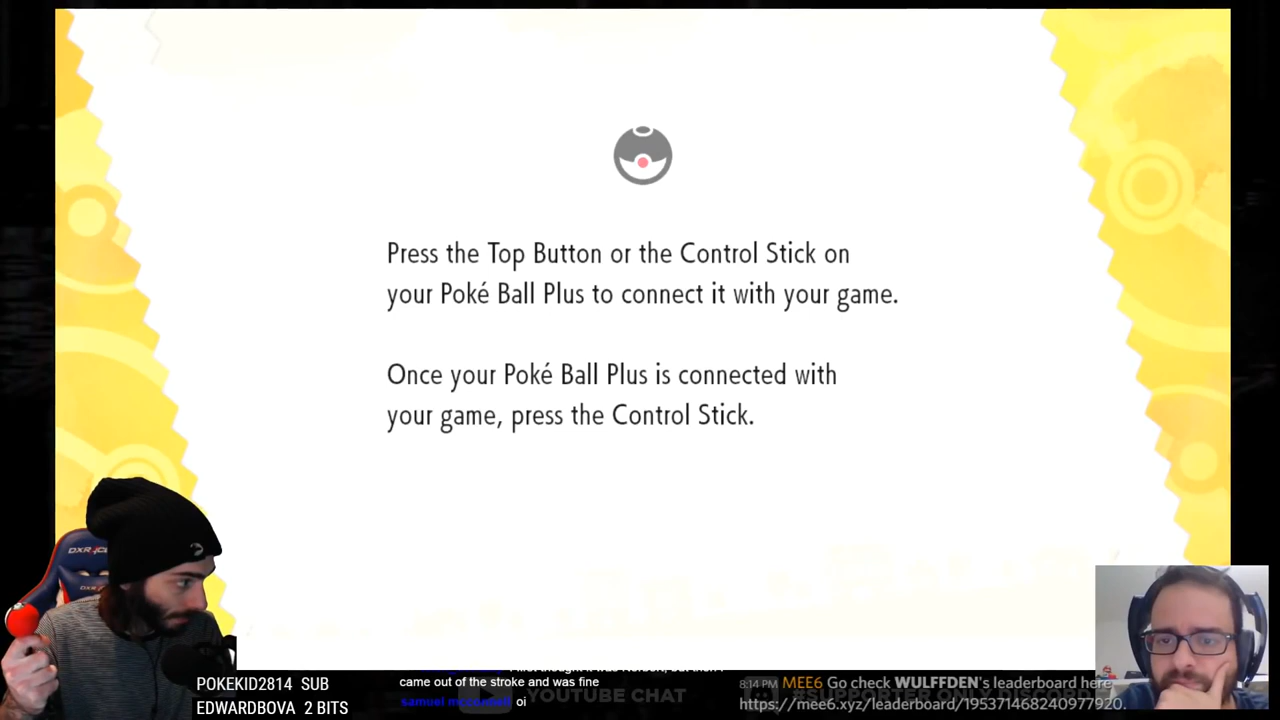 Press the Top Button or the Control Stick on
your Poké Ball Plus to connect it with your game.
Once your Poké Ball Plus is connected with
your game, press the Control Stick.
DXR
DXR
POKEKID2814 SUB
EDWARDBOVA 2 BITS
came out of the stroke and was fine
oi
YOUTUBE CHAT
8:14 PM MEE6 Go check WULFFDEN's leaderboard here
https://mee6.xyz/leaderboard/195371468240977920.